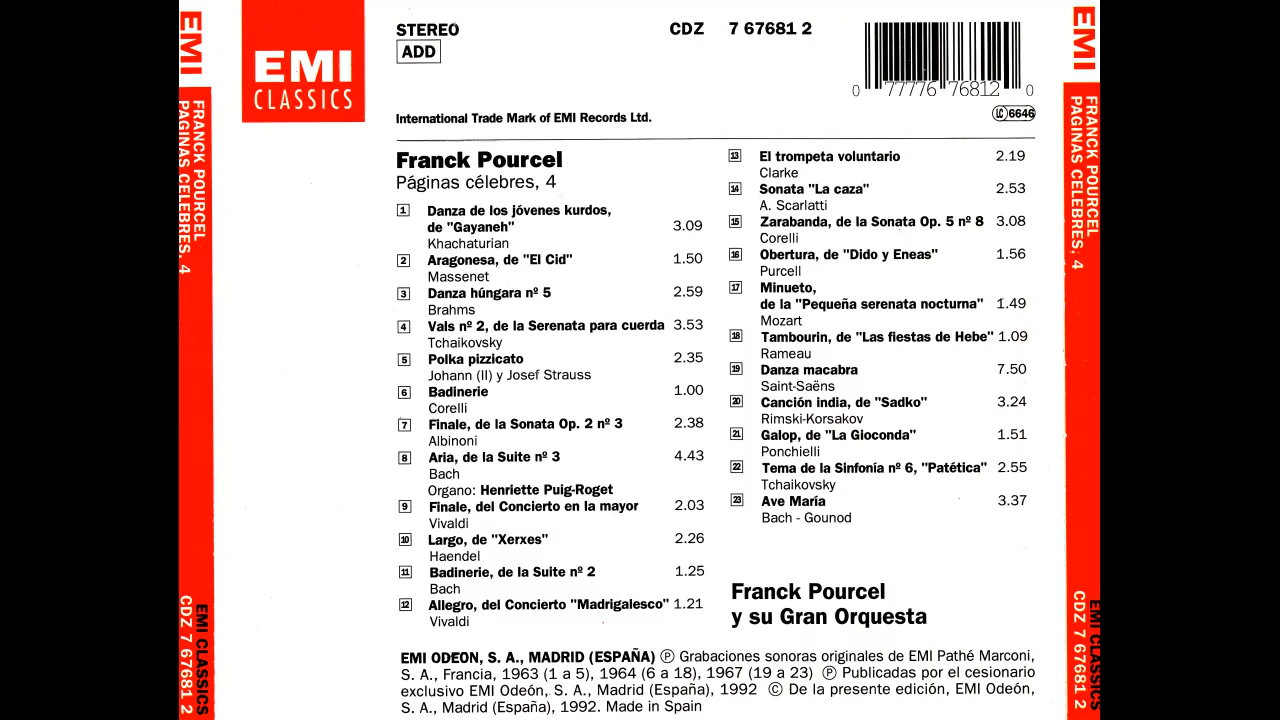 EMI
FRANCK POURCEL
PAGINAS CELEBRES, 4
EMI CLASSICS
CDZ 7 67681 2
EMI
CLASSICS
STEREO
ADD
CDZ 7 67681 2
0 77776 76812 0
LC 6646
International Trade Mark of EMI Records Ltd.
Franck Pourcel
Páginas célebres, 4
1 Danza de los jóvenes kurdos,
de "Gayaneh" 3.09
Khachaturian
2 Aragonesa, de "El Cid" 1.50
Massenet
3 Danza húngara nº 5 2.59
Brahms
4 Vals nº 2, de la Serenata para cuerda 3.53
Tchaikovsky
5 Polka pizzicato 2.35
Johann (II) y Josef Strauss
6 Badinerie 1.00
Corelli
7 Finale, de la Sonata Op. 2 nº 3 2.38
Albinoni
8 Aria, de la Suite nº 3 4.43
Bach
Organo: Henriette Puig-Roget
9 Finale, del Concierto en la mayor 2.03
Vivaldi
10 Largo, de "Xerxes" 2.26
Haendel
11 Badinerie, de la Suite nº 2 1.25
Bach
12 Allegro, del Concierto "Madrigalesco" 1.21
Vivaldi
13 El trompeta voluntario 2.19
Clarke
14 Sonata "La caza" 2.53
A. Scarlatti
15 Zarabanda, de la Sonata Op. 5 nº 8 3.08
Corelli
16 Obertura, de "Dido y Eneas" 1.56
Purcell
17 Minueto,
de la "Pequeña serenata nocturna" 1.49
Mozart
18 Tambourin, de "Las fiestas de Hebe" 1.09
Rameau
19 Danza macabra 7.50
Saint-Saëns
20 Canción india, de "Sadko" 3.24
Rimski-Korsakov
21 Galop, de "La Gioconda" 1.51
Ponchielli
22 Tema de la Sinfonía nº 6, "Patética" 2.55
Tchaikovsky
23 Ave María 3.37
Bach - Gounod
Franck Pourcel
y su Gran Orquesta
EMI ODEON, S. A., MADRID (ESPAÑA) Ⓟ Grabaciones sonoras originales de EMI Pathé Marconi,
S. A., Francia, 1963 (1 a 5), 1964 (6 a 18), 1967 (19 a 23) Ⓟ Publicadas por el cesionario
exclusivo EMI Odeón, S. A., Madrid (España), 1992 © De la presente edición, EMI Odeón,
S. A., Madrid (España), 1992. Made in Spain
EMI
FRANCK POURCEL
PAGINAS CELEBRES, 4
EMI CLASSICS
CDZ 7 67681 2